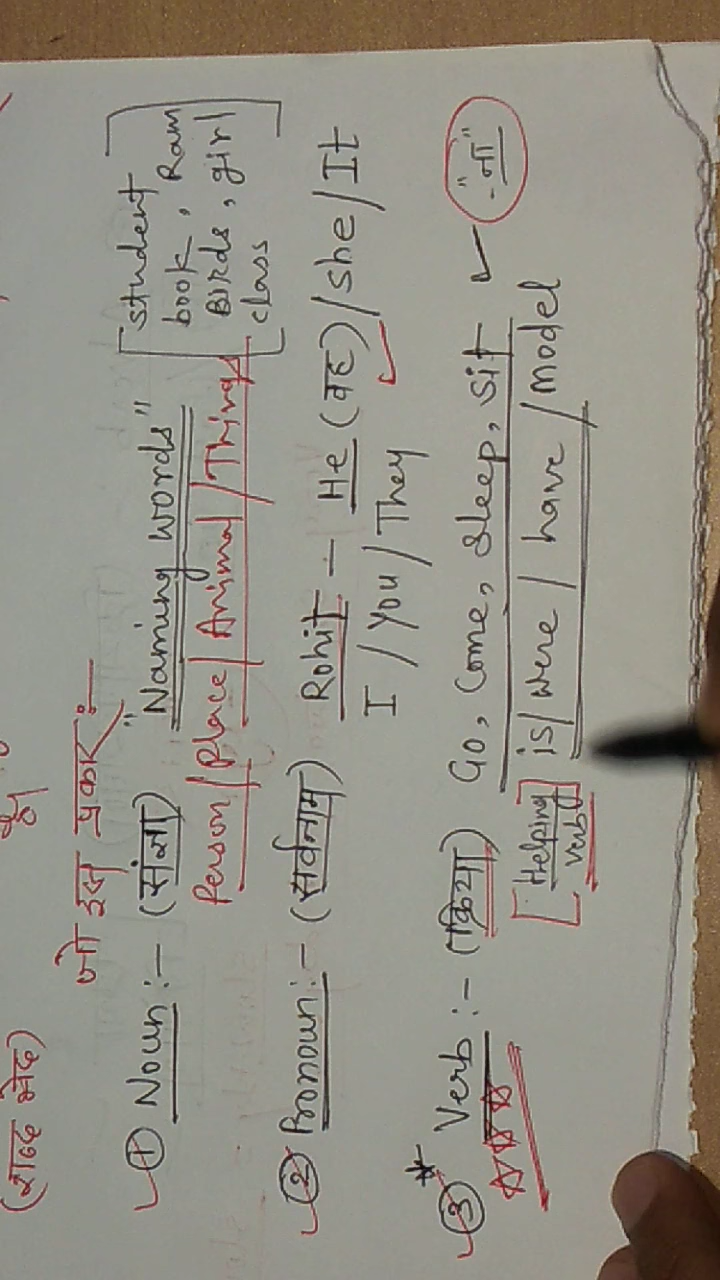 (शब्द भेद)
जो इस प्रकार :-
① Noun :- (संज्ञा) "Naming words" [student
book, Ram
Birds, girl
class]
Person/Place/Animal/Things
② Pronoun :- (सर्वनाम) Rohit - He (वह)/she/It
I/You/They
③ Verb :- (क्रिया) Go, Come, Sleep, Sit "-ना"
[Helping verb] is/were/have/Model